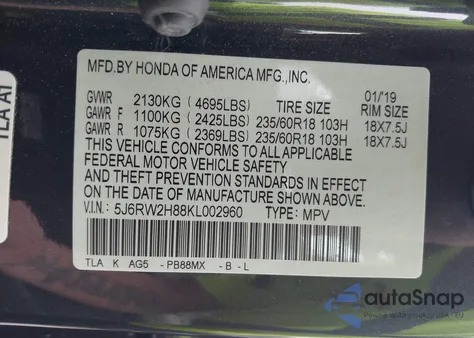 MFD.BY HONDA OF AMERICA MFG.,INC.
GVWR 2130KG (4695LBS) TIRE SIZE 01/'19 RIM SIZE
GAWR F 1100KG (2425LBS) 235/60R18 103H 18X7.5J
GAWR R 1075KG (2369LBS) 235/60R18 103H 18X7.5J
THIS VEHICLE CONFORMS TO ALL APPLICABLE
FEDERAL MOTOR VEHICLE SAFETY
AND THEFT PREVENTION STANDARDS IN EFFECT
ON THE DATE OF MANUFACTURE SHOWN ABOVE.
V.I.N.: 5J6RW2H88KL002960 TYPE: MPV
TLA K AG5 -PB88MX -B -L
TLA A1
autoSnap